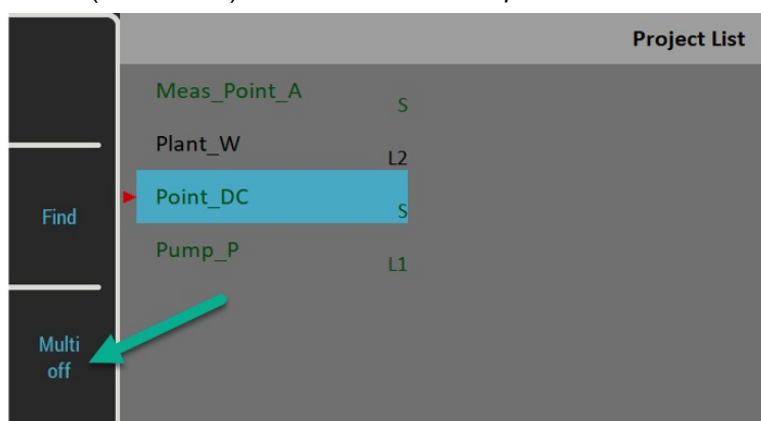 Project List
Meas_Point_A
S
Plant_W
L2
Point_DC
S
Pump_P
L1
Find
Multi
off